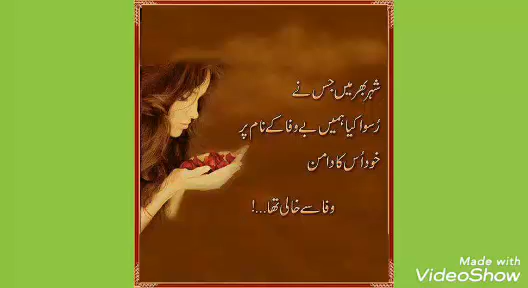 شہر بھر میں جس نے
رُسوا کیا ہمیں بے وفا کے نام پر
خود اُس کا دامن
وفا سے خالی تھا...!
Made with
VideoShow